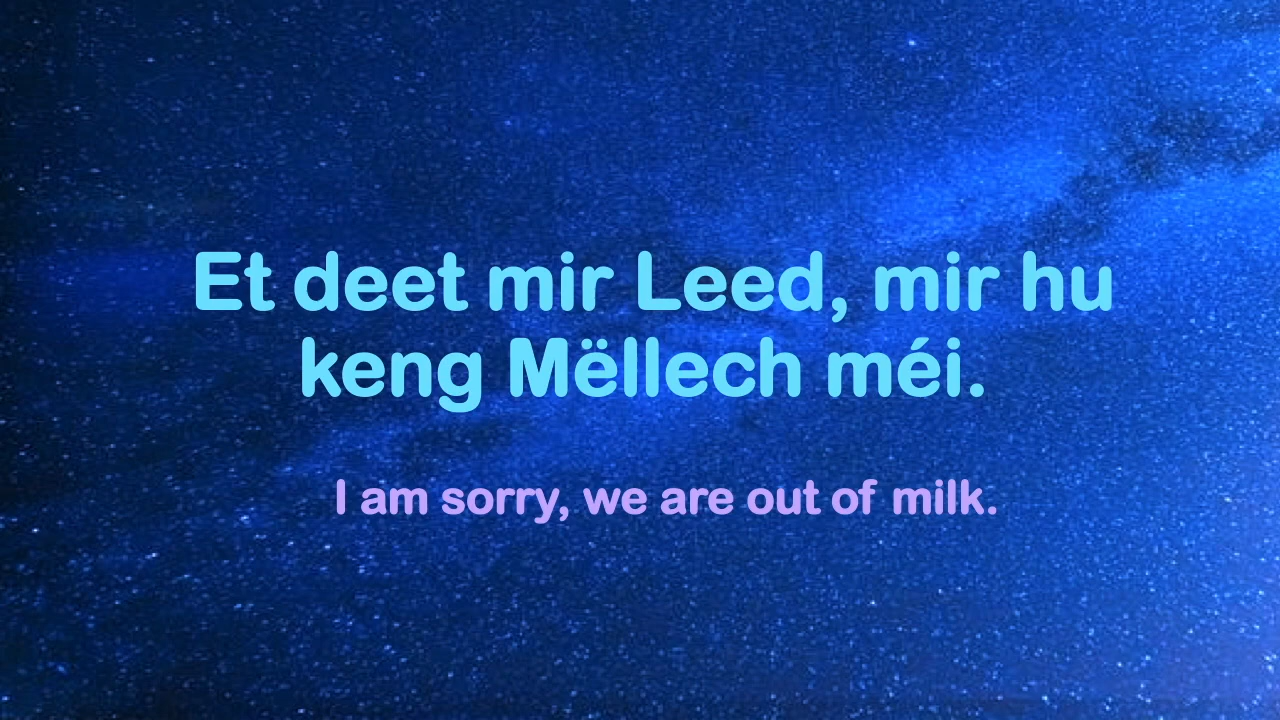 Et deet mir Leed, mir hu
keng Mëllech méi.
I am sorry, we are out of milk.